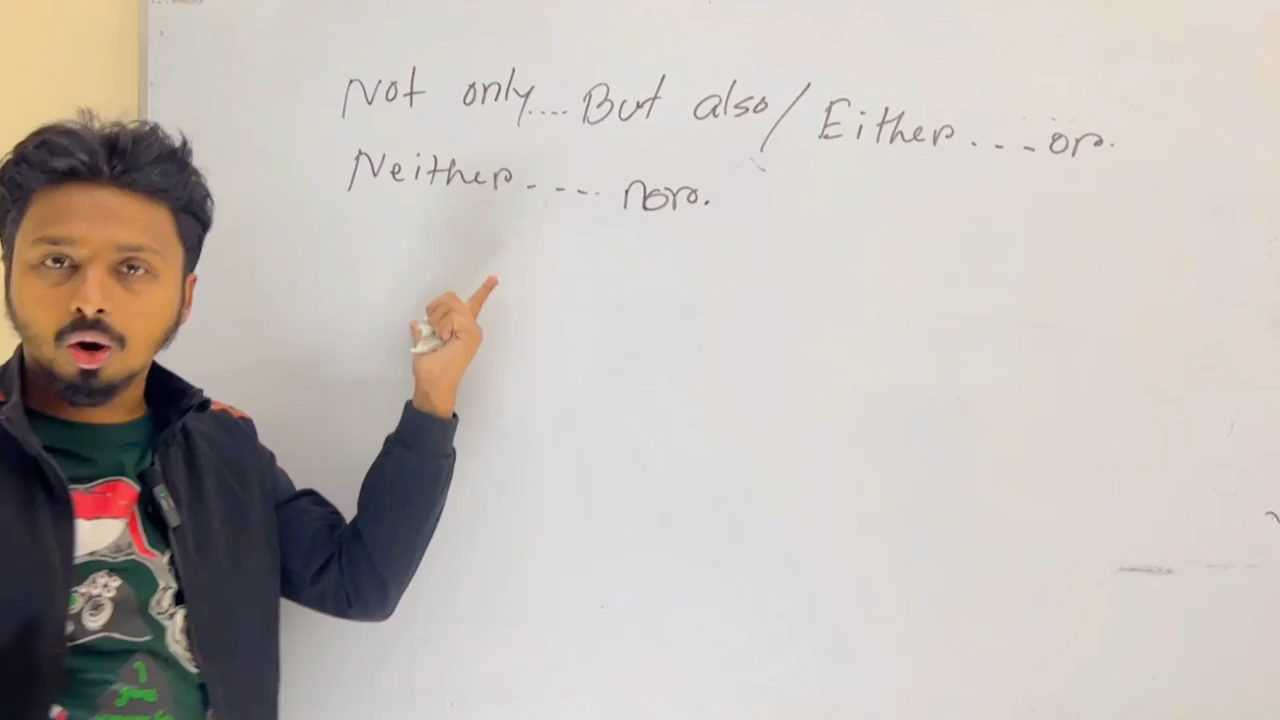 Not only.... But also/ Either...or.
Neither---- nor.